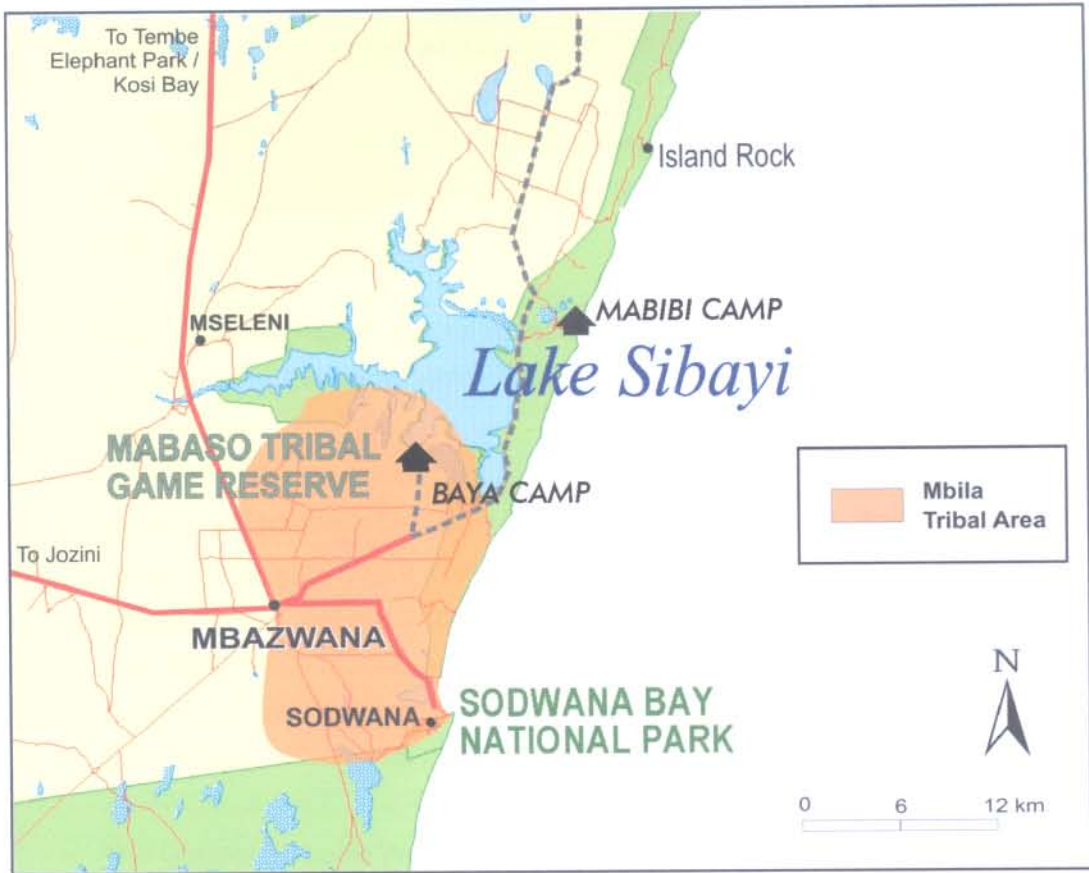 To Tembe
Elephant Park /
Kosi Bay
Island Rock
MSELENI
MABIBI CAMP
Lake Sibayi
MABASO TRIBAL
GAME RESERVE
BAYA CAMP
Mbila
Tribal Area
To Jozini
MBAZWANA
SODWANA
SODWANA BAY
NATIONAL PARK
N
0 6 12 km